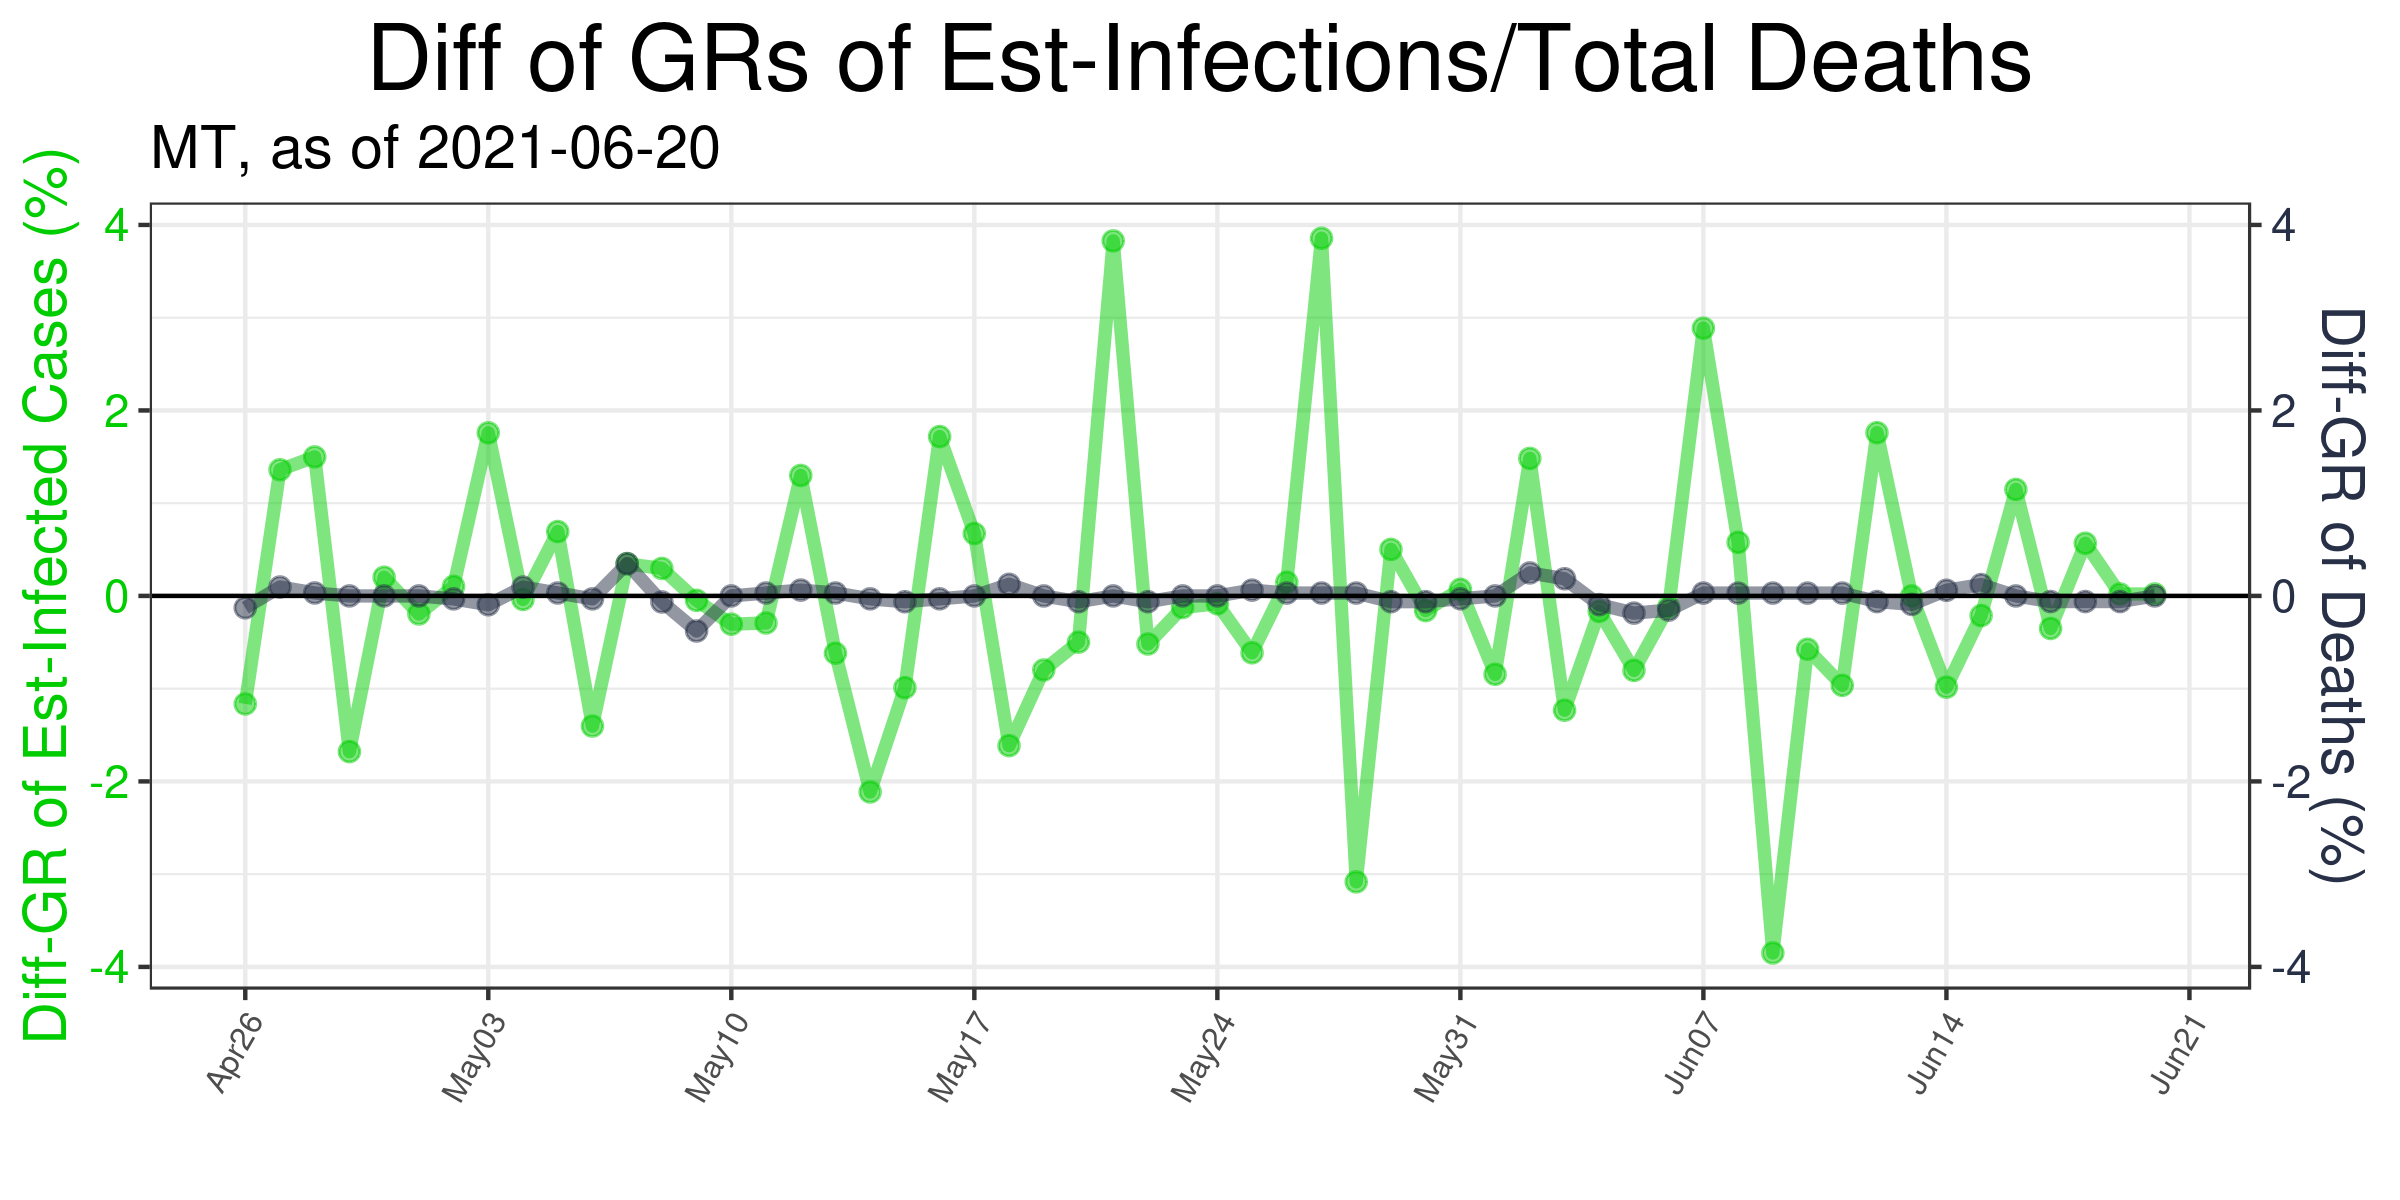 Diff of GRs of Est-Infections/Total Deaths
MT, as of 2021-06-20
Diff-GR of Est-Infected Cases (%)
4
2
0
-2
-4
4
2
0
-2
-4
Diff-GR of Deaths (%)
Apr26
May03
May10
May17
May24
May31
Jun07
Jun14
Jun21